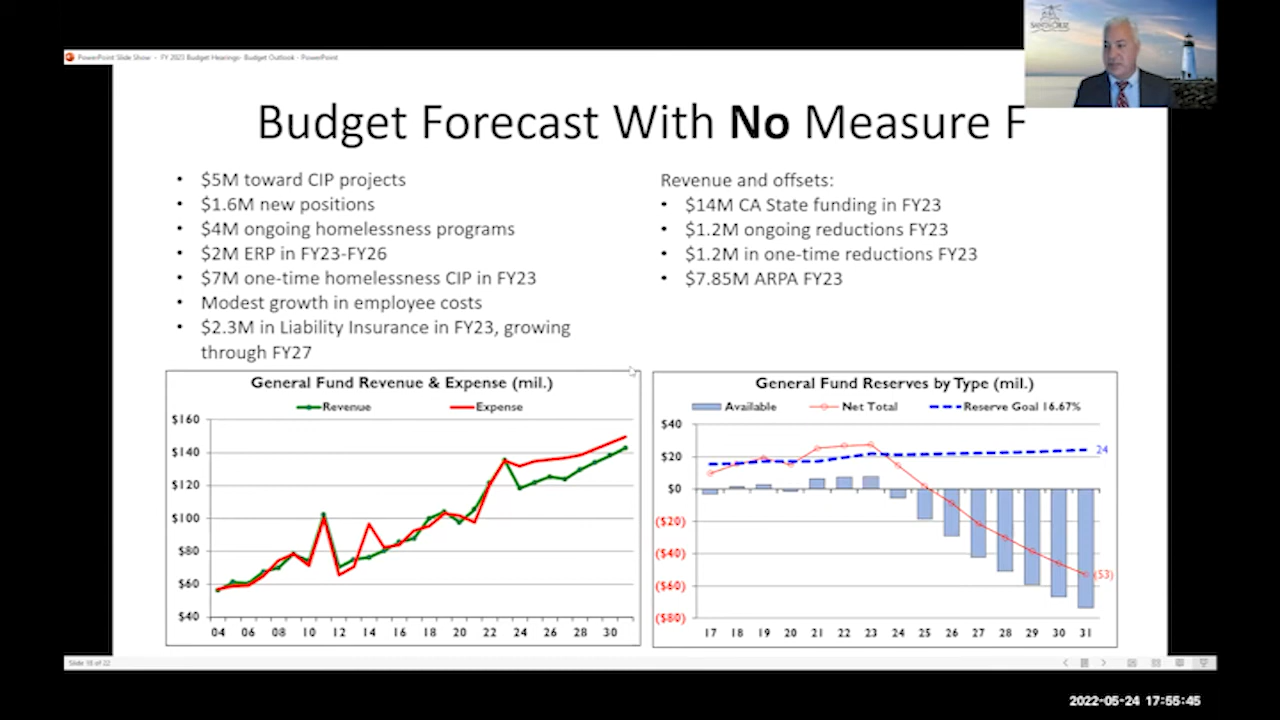 SANTA CRUZ
PowerPoint Slide Show - FY 2023 Budget Hearings- Budget Outlook - PowerPoint
Budget Forecast With No Measure F
• $5M toward CIP projects
• $1.6M new positions
• $4M ongoing homelessness programs
• $2M ERP in FY23-FY26
• $7M one-time homelessness CIP in FY23
• Modest growth in employee costs
• $2.3M in Liability Insurance in FY23, growing
through FY27
Revenue and offsets:
• $14M CA State funding in FY23
• $1.2M ongoing reductions FY23
• $1.2M in one-time reductions FY23
• $7.85M ARPA FY23
General Fund Revenue & Expense (mil.)
Revenue Expense
$160
$140
$120
$100
$80
$60
$40
04 06 08 10 12 14 16 18 20 22 24 26 28 30
General Fund Reserves by Type (mil.)
Available Net Total Reserve Goal 16.67%
$40
$20
$0
($20)
($40)
($60)
($80)
24
(53)
17 18 19 20 21 22 23 24 25 26 27 28 29 30 31
Slide 18 of 22
2022-05-24 17:55:45